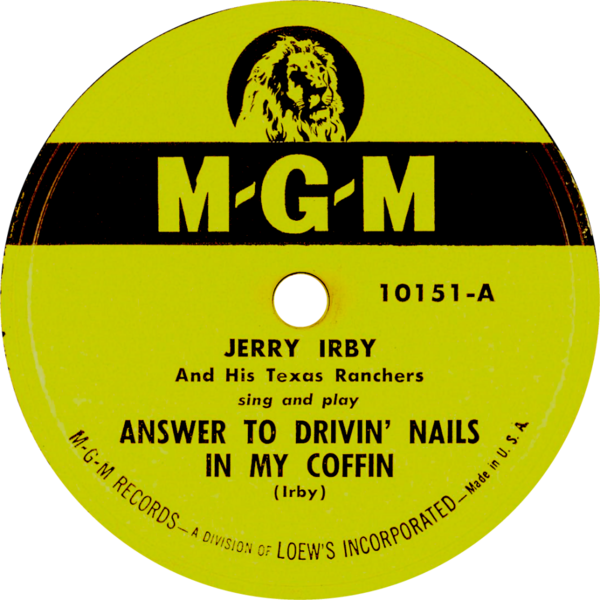 M-G-M
10151-A
JERRY IRBY
And His Texas Ranchers
sing and play
ANSWER TO DRIVIN' NAILS
IN MY COFFIN
(Irby)
M-G-M RECORDS—A DIVISION OF LOEW'S INCORPORATED—Made in U. S. A.